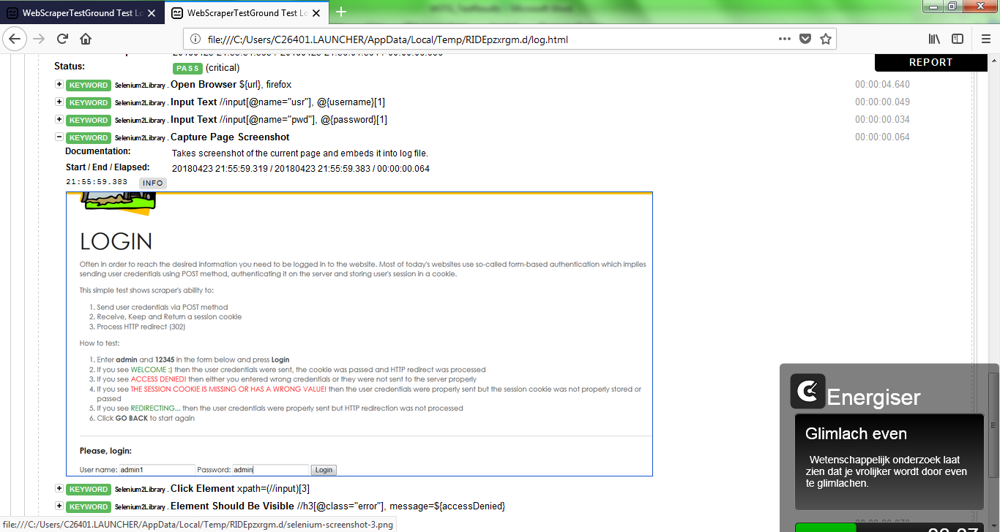 WebScraperTestGround Test Lo
WebScraperTestGround Test Lo
file:///C:/Users/C26401.LAUNCHER/AppData/Local/Temp/RIDEpzxrgm.d/log.html
REPORT
Status:
PASS (critical)
+ KEYWORD Selenium2Library . Open Browser ${url}, firefox 00:00:04.640
+ KEYWORD Selenium2Library . Input Text //input[@name="usr"], @{username}[1] 00:00:00.049
+ KEYWORD Selenium2Library . Input Text //input[@name="pwd"], @{password}[1] 00:00:00.034
− KEYWORD Selenium2Library . Capture Page Screenshot 00:00:00.064
Documentation: Takes screenshot of the current page and embeds it into log file.
Start / End / Elapsed: 20180423 21:55:59.319 / 20180423 21:55:59.383 / 00:00:00.064
21:55:59.383 INFO
LOGIN
Often in order to reach the desired information you need to be logged in to the website. Most of today's websites use so-called form-based authentication which implies
sending user credentials using POST method, authenticating it on the server and storing user's session in a cookie.
This simple test shows scraper's ability to:
1. Send user credentials via POST method
2. Receive, Keep and Return a session cookie
3. Process HTTP redirect (302)
How to test:
1. Enter admin and 12345 in the form below and press Login
2. If you see WELCOME :) then the user credentials were sent, the cookie was passed and HTTP redirect was processed
3. If you see ACCESS DENIED! then either you entered wrong credentials or they were not sent to the server properly
4. If you see THE SESSION COOKIE IS MISSING OR HAS A WRONG VALUE! then the user credentials were properly sent but the session cookie was not properly stored or
passed
5. If you see REDIRECTING... then the user credentials were properly sent but HTTP redirection was not processed
6. Click GO BACK to start again
Please, login:
User name: admin1 Password: admin Login
+ KEYWORD Selenium2Library . Click Element xpath=(//input)[3]
+ KEYWORD Selenium2Library . Element Should Be Visible //h3[@class="error"], message=${accessDenied}
file:///C:/Users/C26401.LAUNCHER/AppData/Local/Temp/RIDEpzxrgm.d/selenium-screenshot-3.png
Energiser
Glimlach even
Wetenschappelijk onderzoek laat
zien dat je vrolijker wordt door even
te glimlachen.